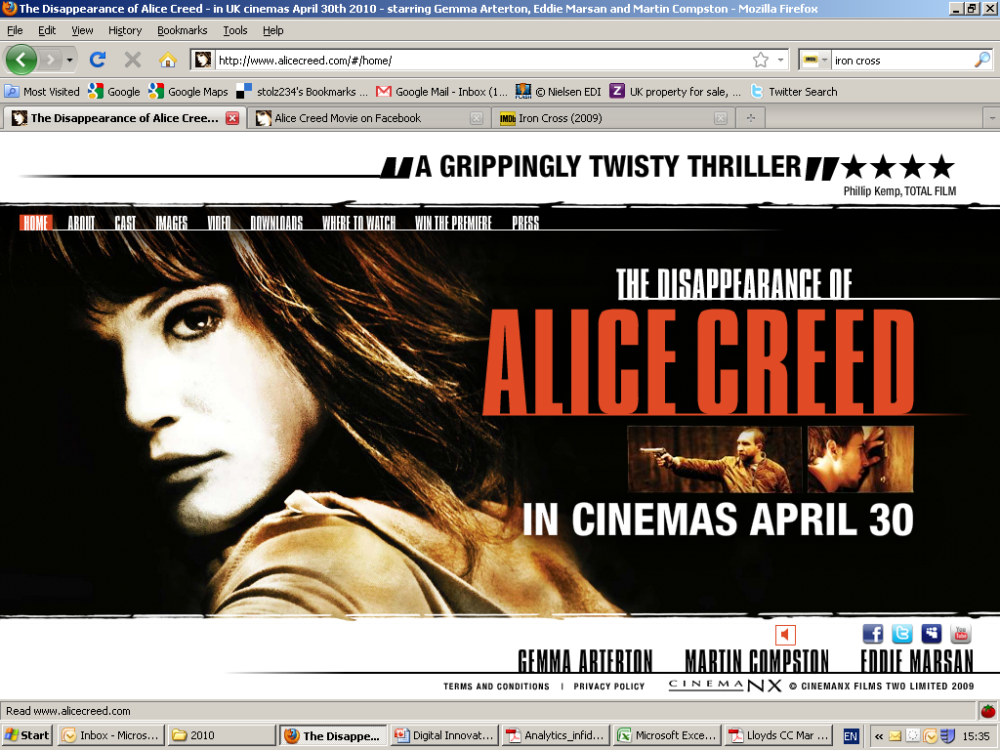 The Disappearance of Alice Creed - in UK cinemas April 30th 2010 - starring Gemma Arterton, Eddie Marsan and Martin Compston - Mozilla Firefox
File Edit View History Bookmarks Tools Help
http://www.alicecreed.com/#/home/ IMDb iron cross
Most Visited Google Google Maps stolz234's Bookmarks ... Google Mail - Inbox (1... FLASH © Nielsen EDI Z UK property for sale, ... Twitter Search
The Disappearance of Alice Cree... Alice Creed Movie on Facebook IMDb Iron Cross (2009)
"A GRIPPINGLY TWISTY THRILLER" ★★★★
Phillip Kemp, TOTAL FILM
HOME ABOUT CAST IMAGES VIDEO DOWNLOADS WHERE TO WATCH WIN THE PREMIERE PRESS
THE DISAPPEARANCE OF
ALICE CREED
IN CINEMAS APRIL 30
You Tube
GEMMA ARTERTON MARTIN COMPSTON EDDIE MARSAN
TERMS AND CONDITIONS | PRIVACY POLICY CINEMANX © CINEMANX FILMS TWO LIMITED 2009
Read www.alicecreed.com
Start Inbox - Micros... 2010 The Disappe... Digital Innovat... Analytics_infid... Microsoft Exce... Lloyds CC Mar ... EN « 15:35